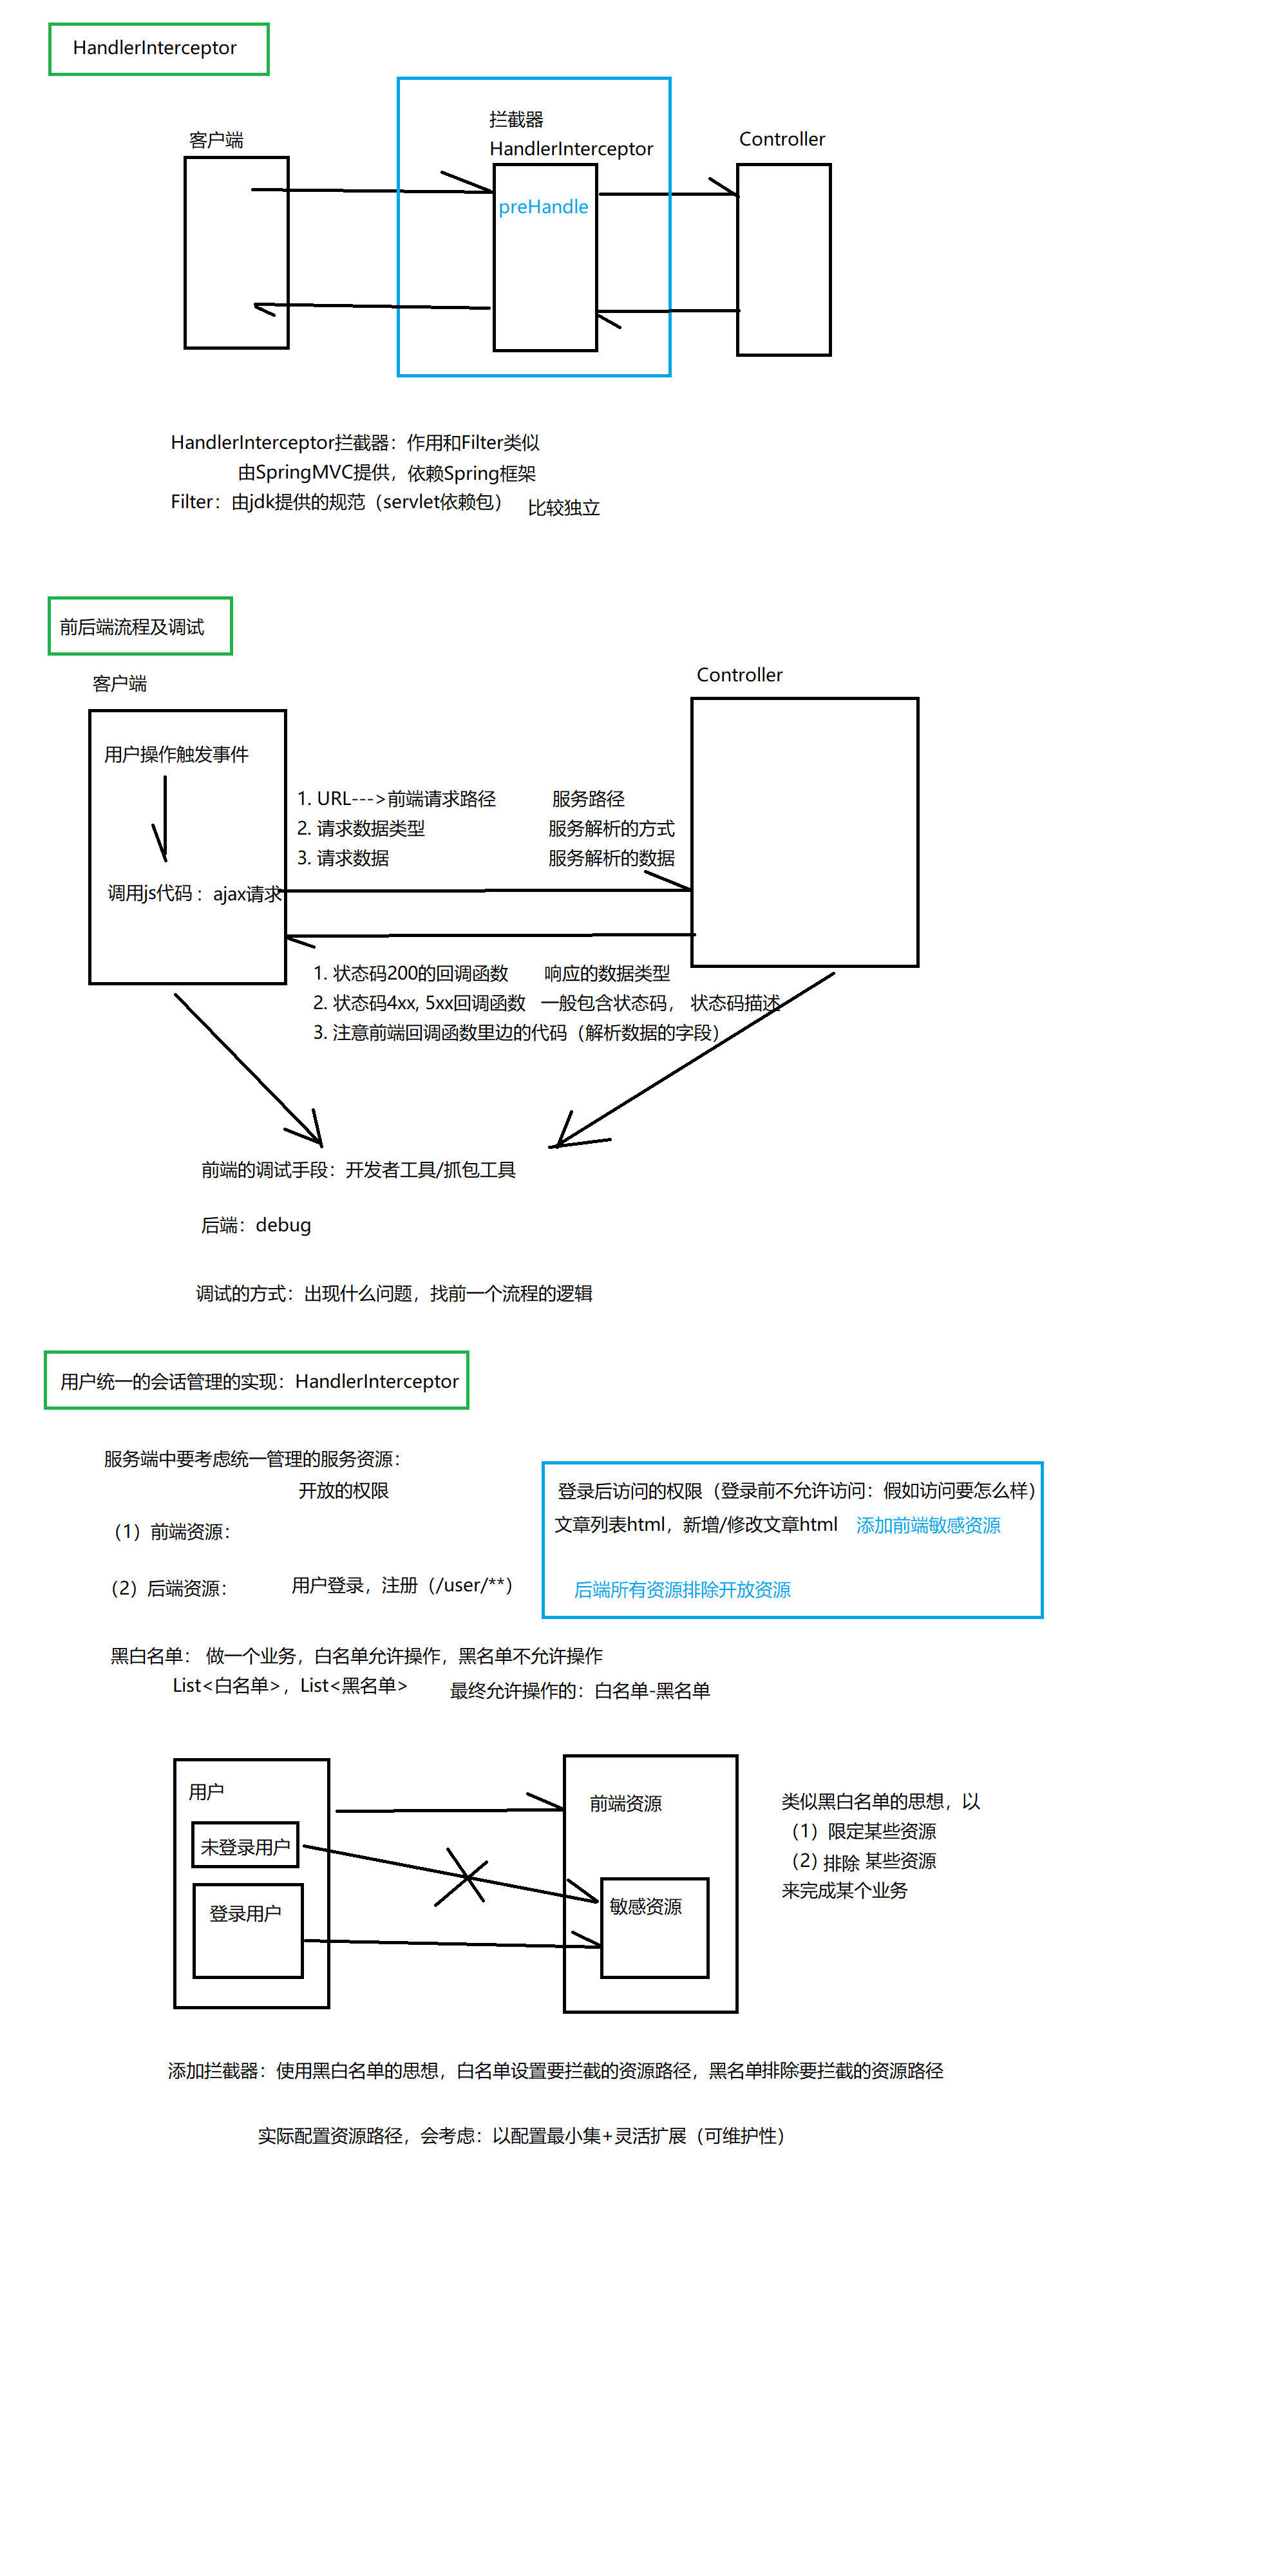 HandlerInterceptor
客户端
拦截器
HandlerInterceptor
Controller
preHandle
HandlerInterceptor拦截器：作用和Filter类似
由SpringMVC提供，依赖Spring框架
Filter：由jdk提供的规范（servlet依赖包） 比较独立
前后端流程及调试
客户端
Controller
用户操作触发事件
1. URL--->前端请求路径 服务路径
2. 请求数据类型 服务解析的方式
3. 请求数据 服务解析的数据
调用js代码：ajax请求
1. 状态码200的回调函数 响应的数据类型
2. 状态码4xx, 5xx回调函数 一般包含状态码， 状态码描述
3. 注意前端回调函数里边的代码（解析数据的字段）
前端的调试手段：开发者工具/抓包工具
后端：debug
调试的方式：出现什么问题，找前一个流程的逻辑
用户统一的会话管理的实现：HandlerInterceptor
服务端中要考虑统一管理的服务资源：
开放的权限 登录后访问的权限（登录前不允许访问：假如访问要怎么样）
（1）前端资源： 文章列表html，新增/修改文章html 添加前端敏感资源
（2）后端资源： 用户登录，注册（/user/**） 后端所有资源排除开放资源
黑白名单： 做一个业务，白名单允许操作，黑名单不允许操作
List<白名单>，List<黑名单> 最终允许操作的：白名单-黑名单
用户
未登录用户
登录用户
前端资源
敏感资源
类似黑白名单的思想，以
（1）限定某些资源
（2）排除 某些资源
来完成某个业务
添加拦截器：使用黑白名单的思想，白名单设置要拦截的资源路径，黑名单排除要拦截的资源路径
实际配置资源路径，会考虑：以配置最小集+灵活扩展（可维护性）